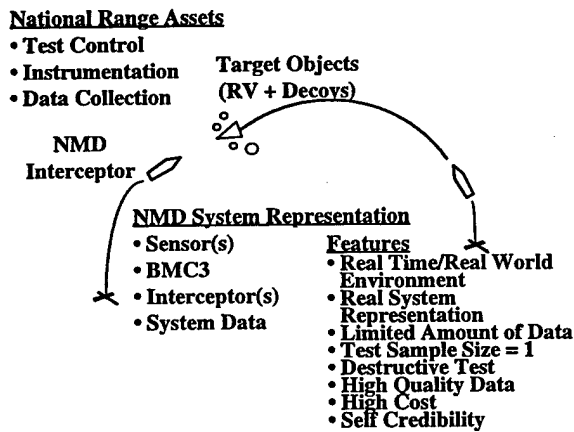 National Range Assets
• Test Control
• Instrumentation
• Data Collection
Target Objects
(RV + Decoys)
NMD
Interceptor
NMD System Representation
• Sensor(s)
• BMC3
• Interceptor(s)
• System Data
Features
• Real Time/Real World
Environment
• Real System
Representation
• Limited Amount of Data
• Test Sample Size = 1
• Destructive Test
• High Quality Data
• High Cost
• Self Credibility